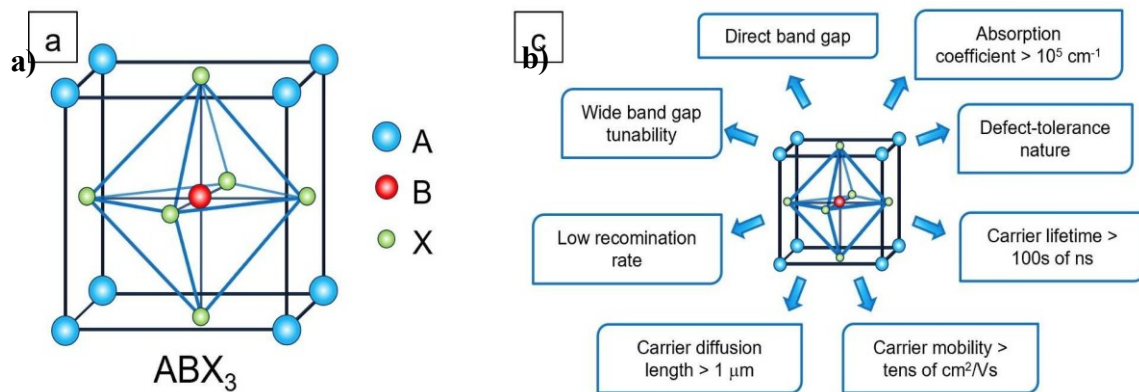 a
a)
A
B
X
ABX₃
c
b)
Direct band gap
Absorption
coefficient > 10⁵ cm⁻¹
Wide band gap
tunability
Defect-tolerance
nature
Low recomination
rate
Carrier lifetime >
100s of ns
Carrier diffusion
length > 1 μm
Carrier mobility >
tens of cm²/Vs